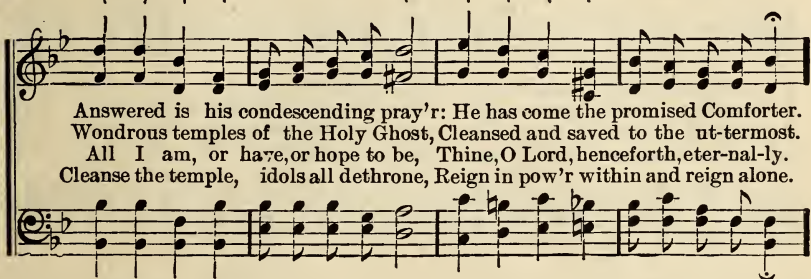 Answered is his condescending pray'r: He has come the promised Comforter.
Wondrous temples of the Holy Ghost, Cleansed and saved to the ut-termost.
All I am, or have, or hope to be, Thine, O Lord, henceforth, eter-nal-ly.
Cleanse the temple, idols all dethrone, Reign in pow'r within and reign alone.